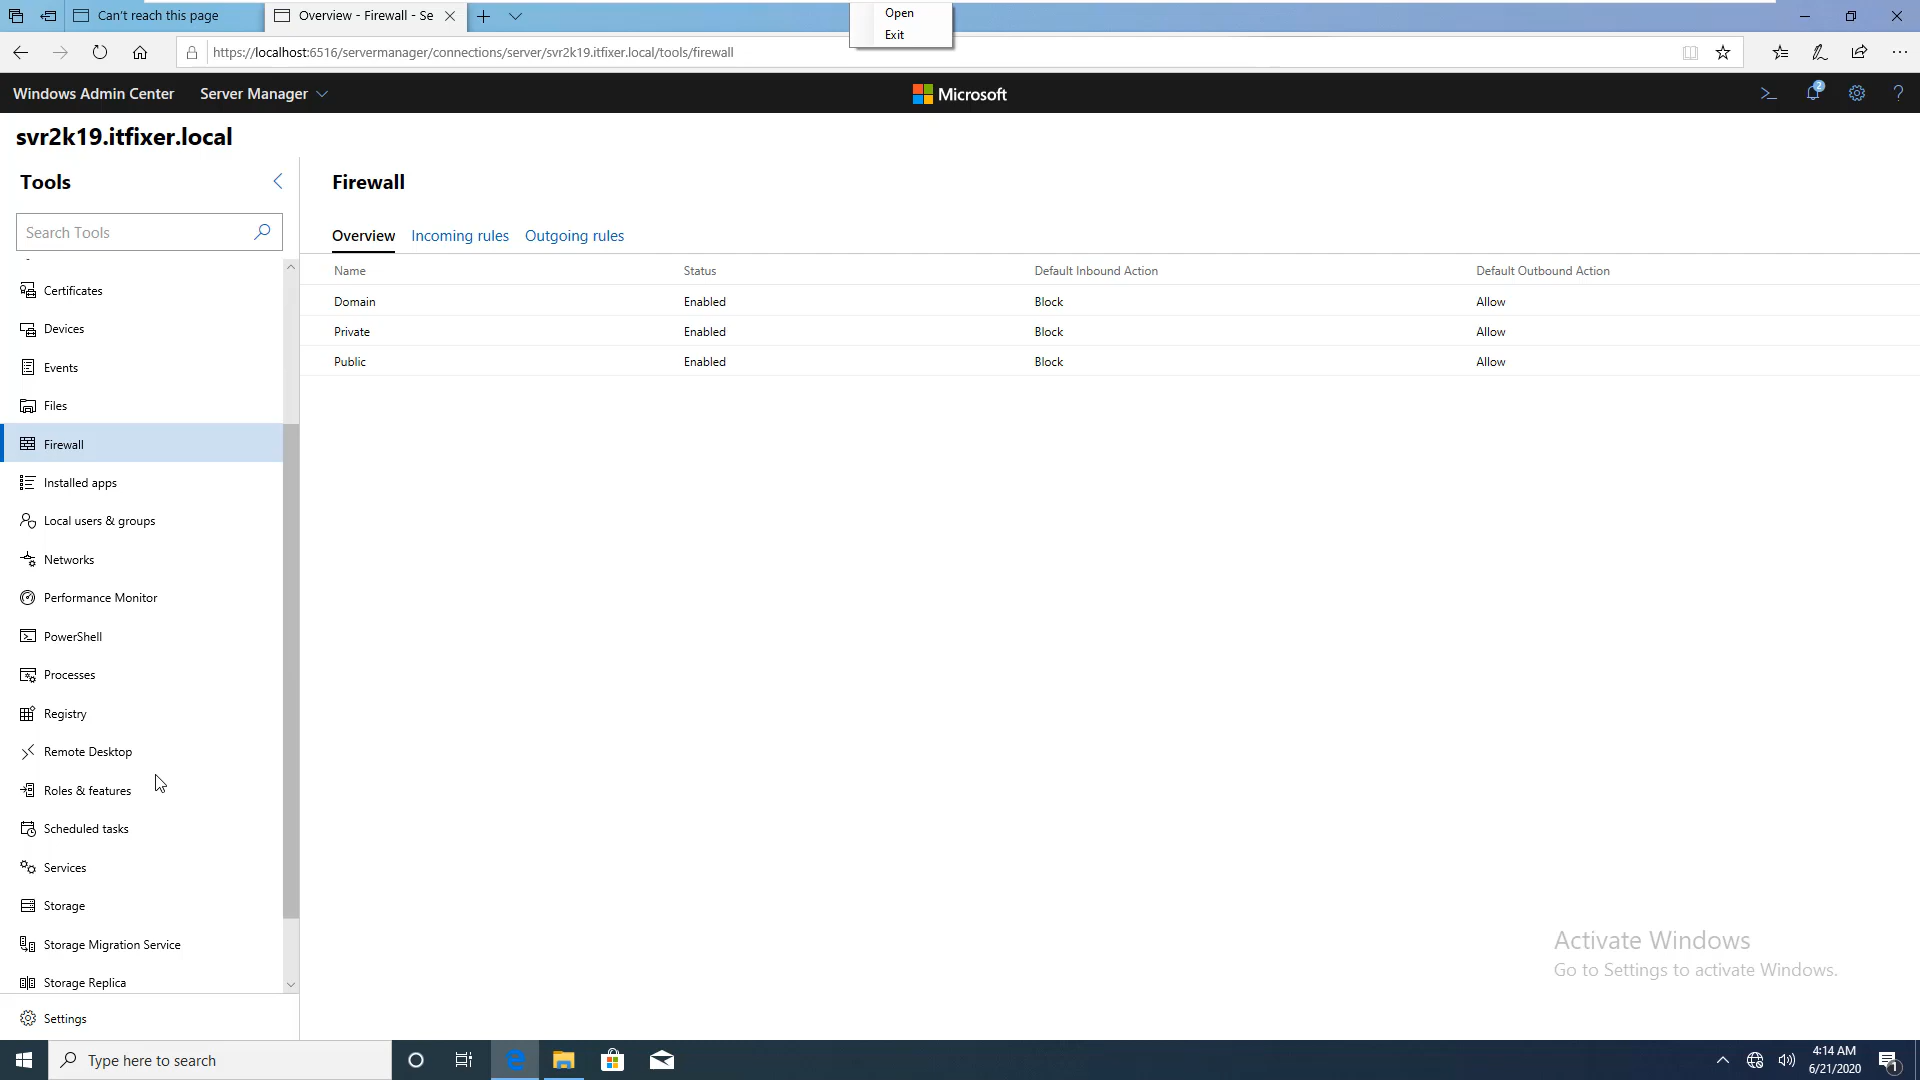 Can't reach this page
Overview - Firewall - Se
Open
Exit
https://localhost:6516/servermanager/connections/server/svr2k19.itfixer.local/tools/firewall
Windows Admin Center
Server Manager
Microsoft
2
?
svr2k19.itfixer.local
Tools
Firewall
Search Tools
Overview
Incoming rules
Outgoing rules
Name Status Default Inbound Action Default Outbound Action
Domain Enabled Block Allow
Private Enabled Block Allow
Public Enabled Block Allow
Certificates
Devices
Events
Files
Firewall
Installed apps
Local users & groups
Networks
Performance Monitor
PowerShell
Processes
Registry
Remote Desktop
Roles & features
Scheduled tasks
Services
Storage
Storage Migration Service
Storage Replica
Settings
Activate Windows
Go to Settings to activate Windows.
Type here to search
4:14 AM
6/21/2020
1